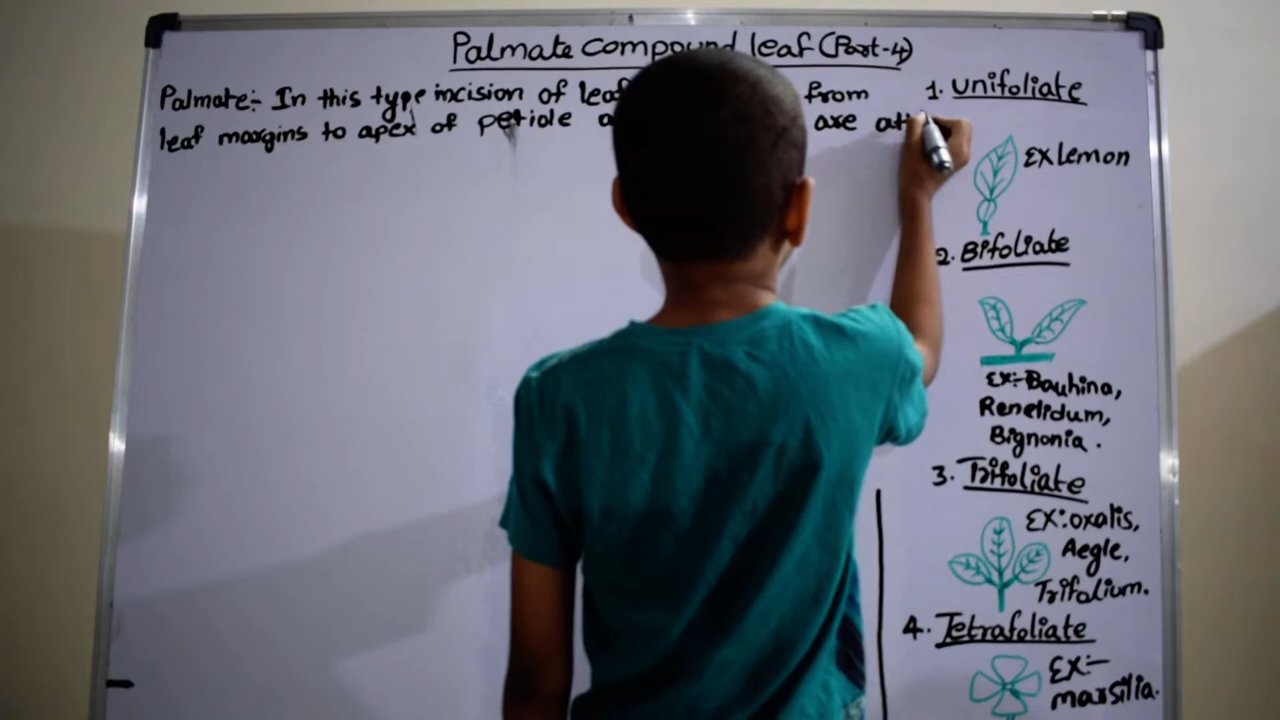 Palmate compound leaf (Part-4)
Palmate:- In this type incision of leaf from
leaf margins to apex of petiole a are att
1. unifoliate
Ex Lemon
2. Bifoliate
Ex:- Bauhina,
Renelidum,
Bignonia.
3. Trifoliate
Ex:oxalis,
Aegle,
Trifolium.
4. Tetrafoliate
Ex:-
marsilia.